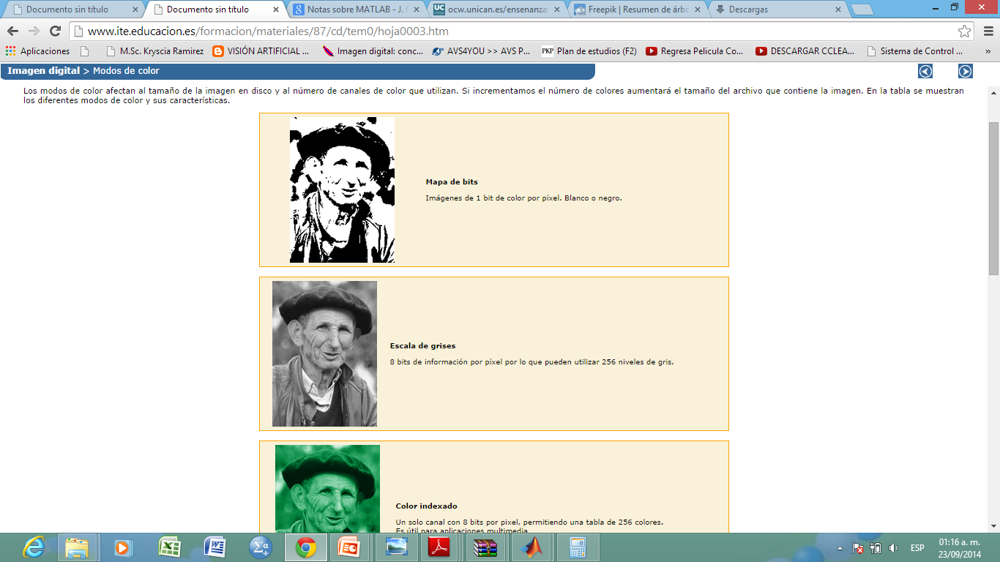 Documento sin título
Documento sin título
Notas sobre MATLAB - J. 
ocw.unican.es/ensenanza
Freepik | Resumen de árbo
Descargas
www.ite.educacion.es/formacion/materiales/87/cd/tem0/hoja0003.htm
Aplicaciones
M.Sc. Kryscia Ramirez
VISIÓN ARTIFICIAL ...
Imagen digital: conc...
AVS4YOU >> AVS P...
PKP Plan de estudios (F2)
Regresa Pelicula Co...
DESCARGAR CCLEA...
Sistema de Control ...
»
Imagen digital > Modos de color
Los modos de color afectan al tamaño de la imagen en disco y al número de canales de color que utilizan. Si incrementamos el número de colores aumentará el tamaño del archivo que contiene la imagen. En la tabla se muestran
los diferentes modos de color y sus características.
Mapa de bits
Imágenes de 1 bit de color por píxel. Blanco o negro.
Escala de grises
8 bits de información por píxel por lo que pueden utilizar 256 niveles de gris.
Color indexado
Un solo canal con 8 bits por pixel, permitiendo una tabla de 256 colores.
Es útil para aplicaciones multimedia
ESP
01:16 a. m.
23/09/2014